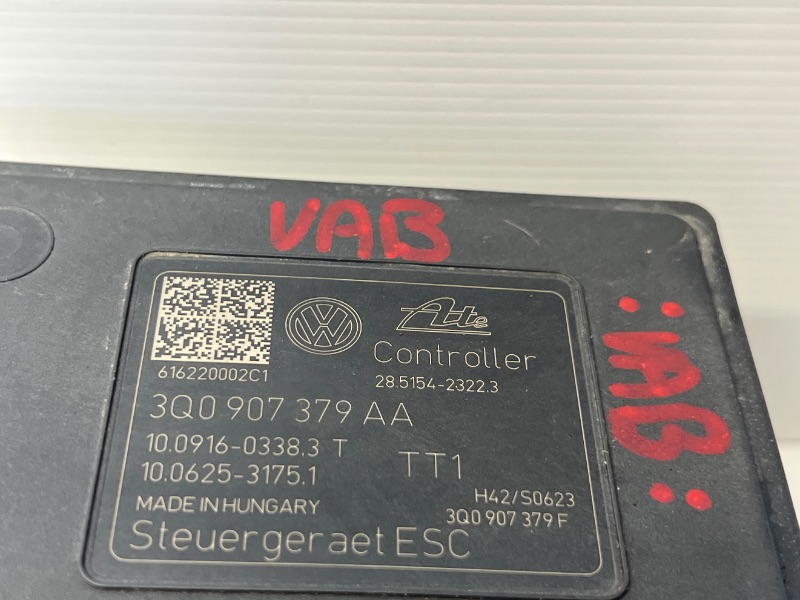 VAB
VW
Ate
Controller
28.5154-2322.3
616220002C1
3Q0 907 379 AA
10.0916-0338.3 T
10.0625-3175.1
TT1
MADE IN HUNGARY
H42/S0623
3Q0 907 379 F
Steuergeraet ESC
:VAB: